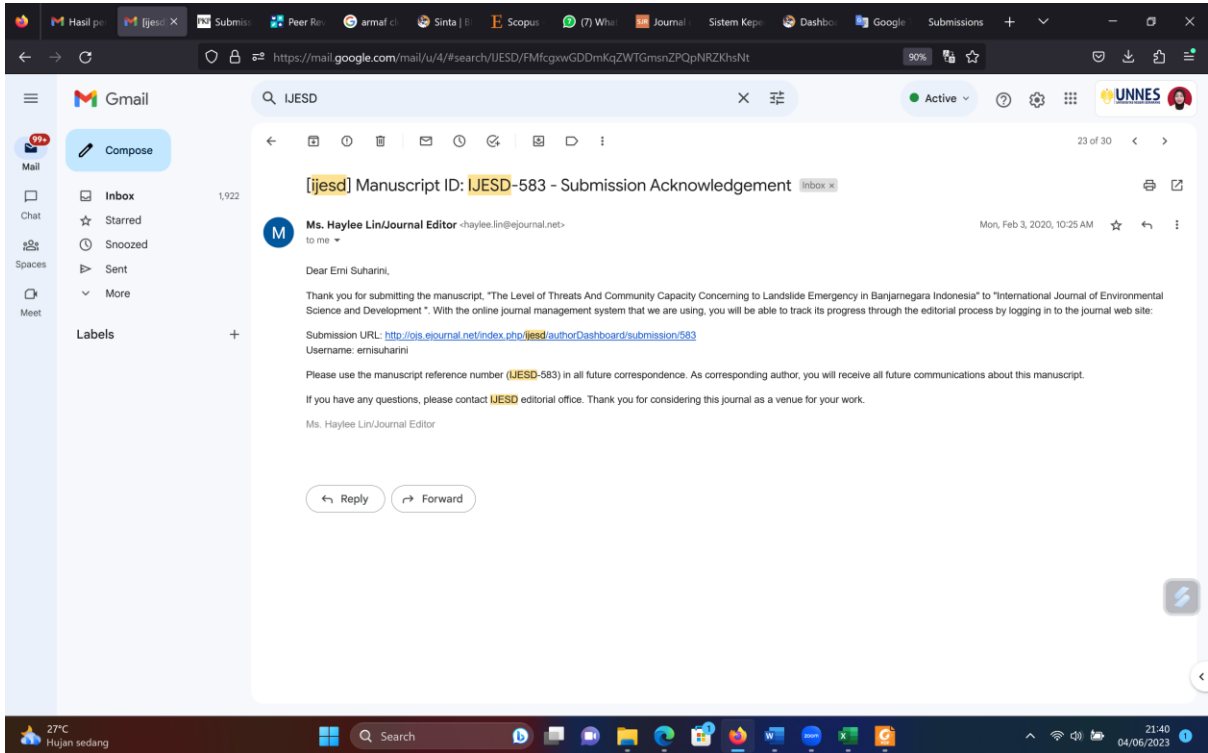 Hasil pe
[ijesd
PKP Submiss
Peer Rev
armaf cl
Sinta | BI
Scopus
(7) What
SJR Journal
Sistem Kepe
Dashbo
Google
Submissions
https://mail.google.com/mail/u/4/#search/IJESD/FMfcgxwGDDmKqZWTGmsnZPQpNRZKhsNt
90%
Gmail
IJESD
Active
UNNES
99+
Mail
Chat
Spaces
Meet
Compose
Inbox 1,922
Starred
Snoozed
Sent
More
Labels +
23 of 30
[ijesd] Manuscript ID: IJESD-583 - Submission Acknowledgement Inbox x
M
Ms. Haylee Lin/Journal Editor <haylee.lin@ejournal.net>
Mon, Feb 3, 2020, 10:25 AM
to me
Dear Erni Suharini,
Thank you for submitting the manuscript, "The Level of Threats And Community Capacity Concerning to Landslide Emergency in Banjarnegara Indonesia" to "International Journal of Environmental
Science and Development ". With the online journal management system that we are using, you will be able to track its progress through the editorial process by logging in to the journal web site:
Submission URL: http://ojs.ejournal.net/index.php/ijesd/authorDashboard/submission/583
Username: ernisuharini
Please use the manuscript reference number (IJESD-583) in all future correspondence. As corresponding author, you will receive all future communications about this manuscript.
If you have any questions, please contact IJESD editorial office. Thank you for considering this journal as a venue for your work.
Ms. Haylee Lin/Journal Editor
Reply
Forward
27°C
Hujan sedang
Search
zoom
21:40
04/06/2023
1